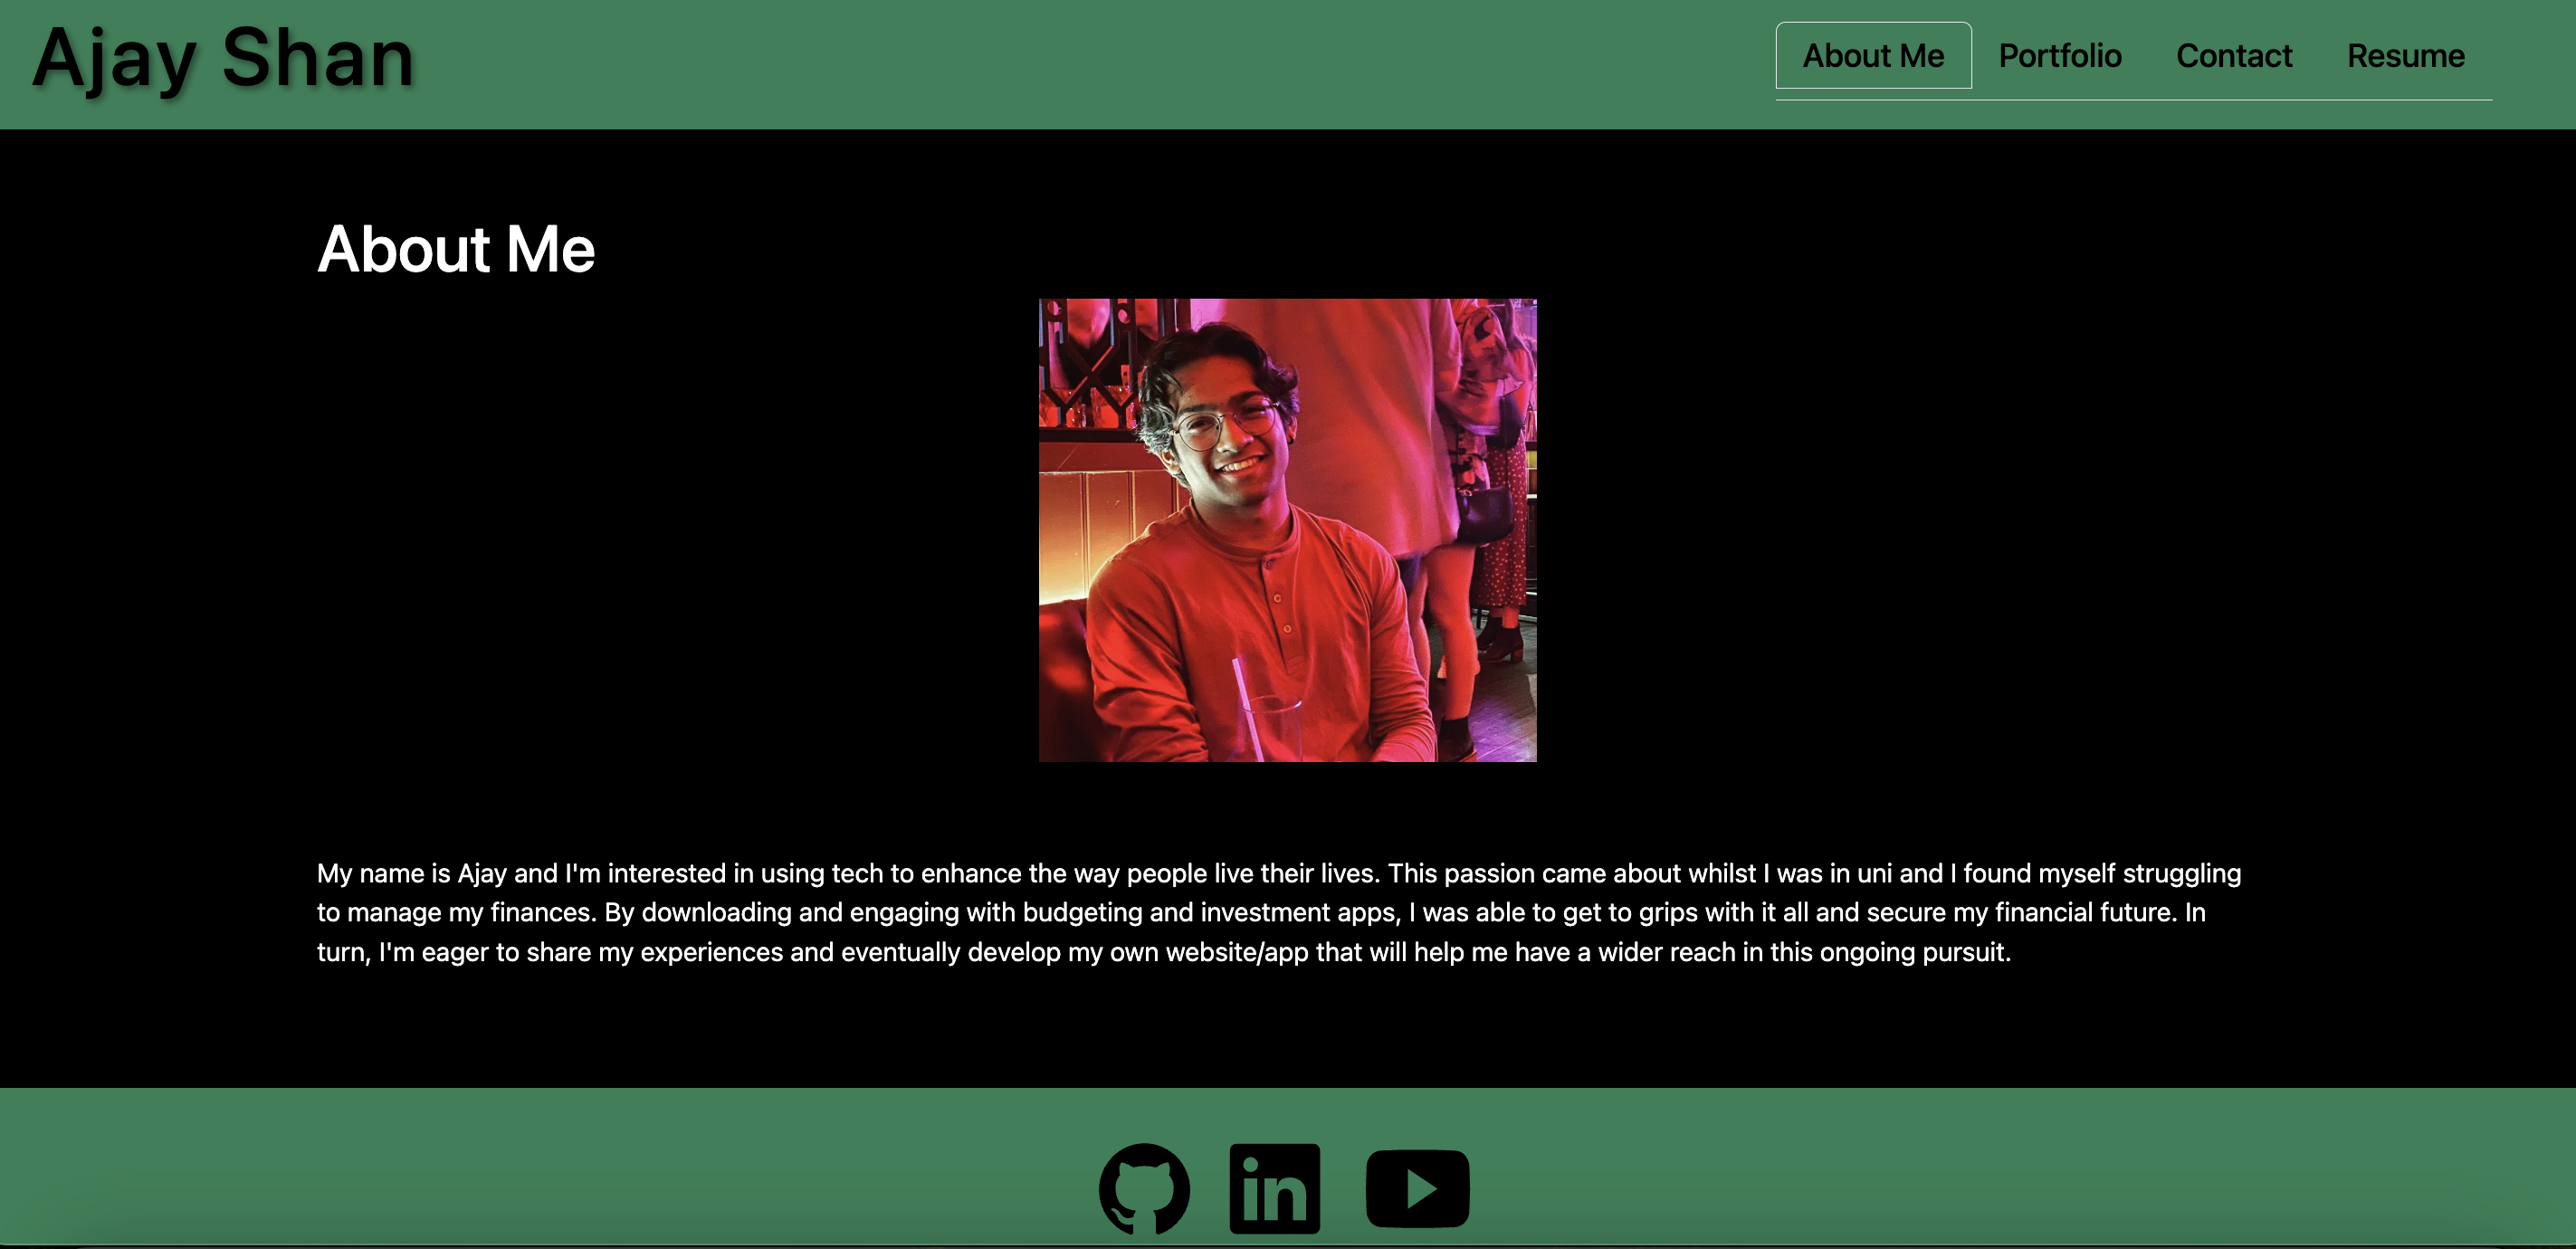 Ajay Shan
About Me Portfolio Contact Resume
About Me
My name is Ajay and I'm interested in using tech to enhance the way people live their lives. This passion came about whilst I was in uni and I found myself struggling
to manage my finances. By downloading and engaging with budgeting and investment apps, I was able to get to grips with it all and secure my financial future. In
turn, I'm eager to share my experiences and eventually develop my own website/app that will help me have a wider reach in this ongoing pursuit.
in